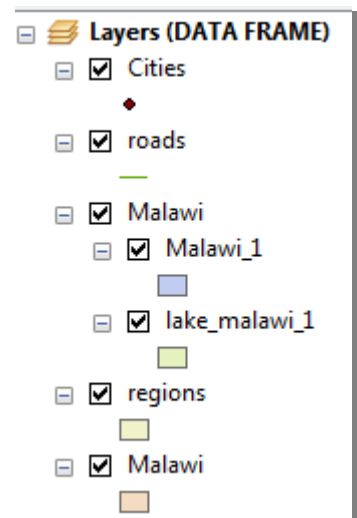 Layers (DATA FRAME)
Cities
roads
Malawi
Malawi_1
lake_malawi_1
regions
Malawi